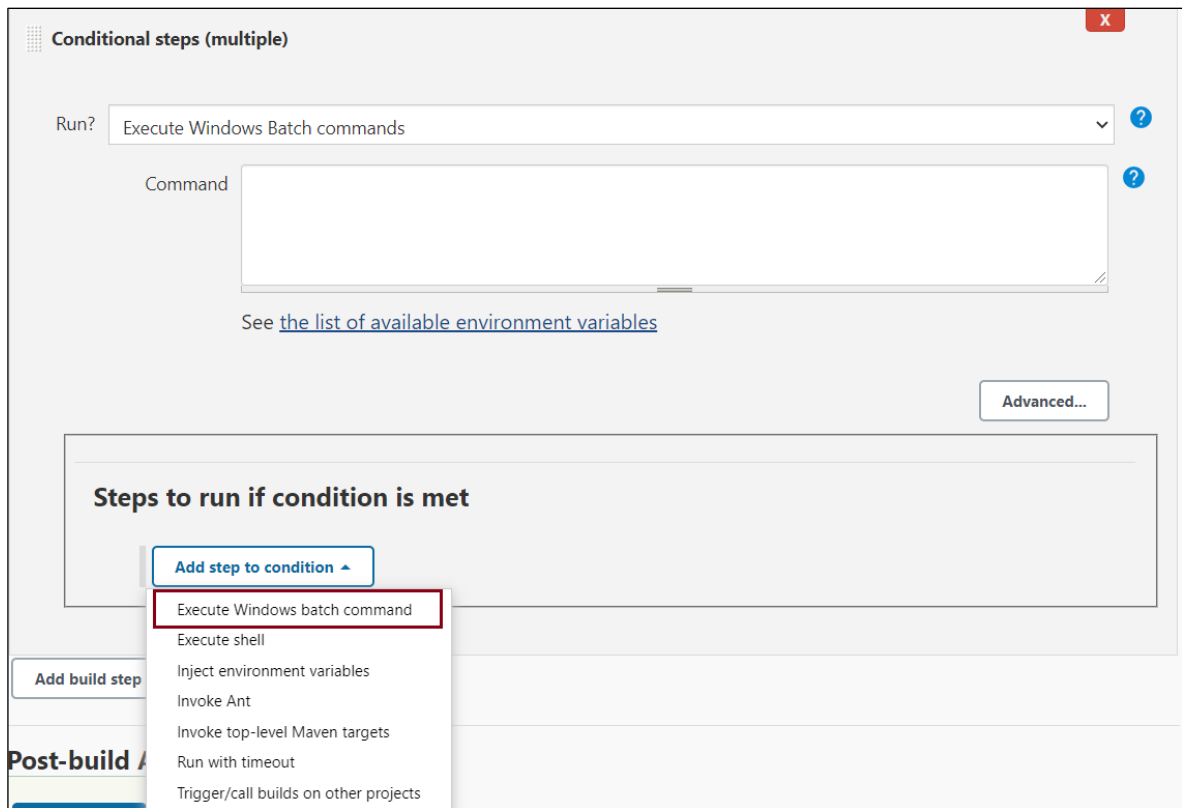 X
Conditional steps (multiple)
Run? Execute Windows Batch commands ?
Command ?
See the list of available environment variables
Advanced...
Steps to run if condition is met
Add step to condition
Execute Windows batch command
Execute shell
Inject environment variables
Add build step
Invoke Ant
Invoke top-level Maven targets
Post-build
Run with timeout
Trigger/call builds on other projects